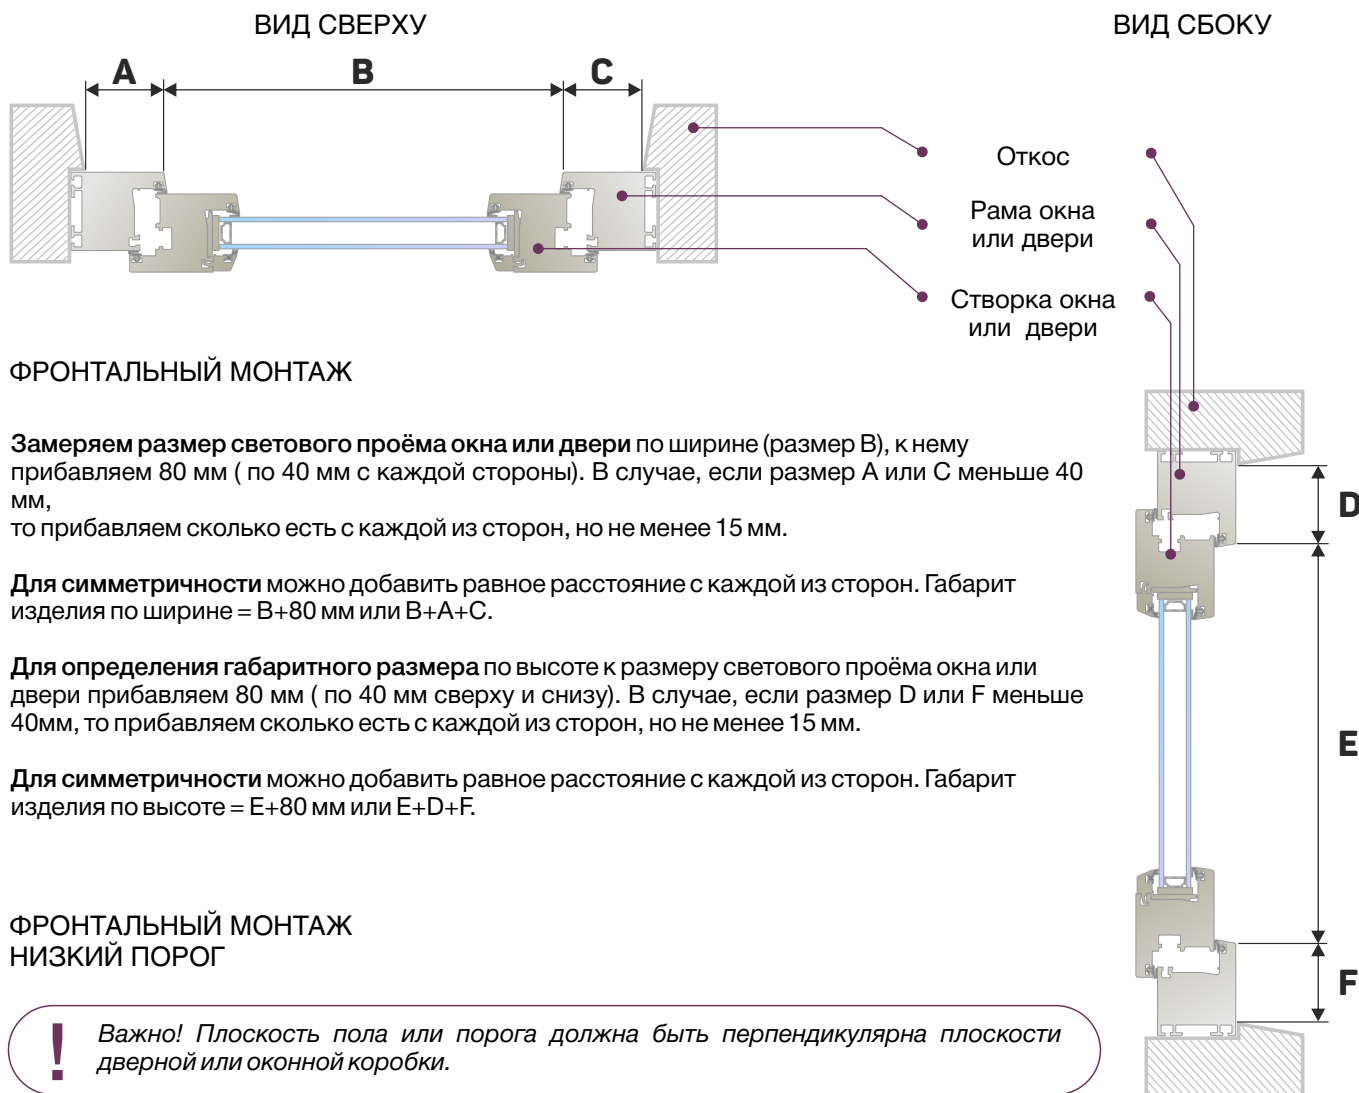 ВИД СВЕРХУ
ВИД СБОКУ
A
B
C
Откос
Рама окна
или двери
Створка окна
или двери
ФРОНТАЛЬНЫЙ МОНТАЖ
Замеряем размер светового проёма окна или двери по ширине (размер B), к нему
прибавляем 80 мм ( по 40 мм с каждой стороны). В случае, если размер A или C меньше 40
мм,
то прибавляем сколько есть с каждой из сторон, но не менее 15 мм.
Для симметричности можно добавить равное расстояние с каждой из сторон. Габарит
изделия по ширине = B+80 мм или B+A+C.
Для определения габаритного размера по высоте к размеру светового проёма окна или
двери прибавляем 80 мм ( по 40 мм сверху и снизу). В случае, если размер D или F меньше
40мм, то прибавляем сколько есть с каждой из сторон, но не менее 15 мм.
Для симметричности можно добавить равное расстояние с каждой из сторон. Габарит
изделия по высоте = E+80 мм или E+D+F.
D
E
F
ФРОНТАЛЬНЫЙ МОНТАЖ
НИЗКИЙ ПОРОГ
!
Важно! Плоскость пола или порога должна быть перпендикулярна плоскости
дверной или оконной коробки.